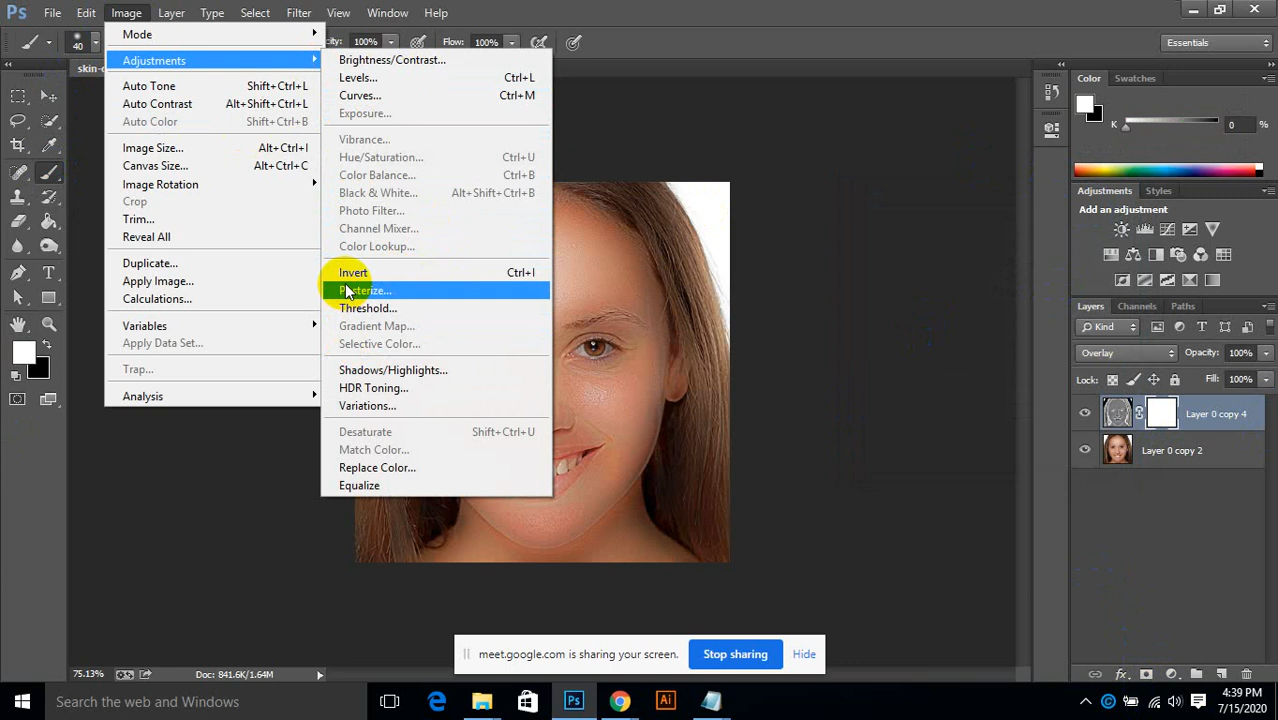 Ps File Edit Image Layer Type Select Filter View Window Help
40 100% Flow: 100% Essentials
skin-
Mode
Adjustments
Auto Tone Shift+Ctrl+L
Auto Contrast Alt+Shift+Ctrl+L
Auto Color Shift+Ctrl+B
Image Size... Alt+Ctrl+I
Canvas Size... Alt+Ctrl+C
Image Rotation
Crop
Trim...
Reveal All
Duplicate...
Apply Image...
Calculations...
Variables
Apply Data Set...
Trap...
Analysis
Brightness/Contrast...
Levels... Ctrl+L
Curves... Ctrl+M
Exposure...
Vibrance...
Hue/Saturation... Ctrl+U
Color Balance... Ctrl+B
Black & White... Alt+Shift+Ctrl+B
Photo Filter...
Channel Mixer...
Color Lookup...
Invert Ctrl+I
Posterize...
Threshold...
Gradient Map...
Selective Color...
Shadows/Highlights...
HDR Toning...
Variations...
Desaturate Shift+Ctrl+U
Match Color...
Replace Color...
Equalize
Color Swatches
K 0 %
Adjustments Styles
Add an adjustment
Layers Channels Paths
Kind
Overlay Opacity: 100%
Lock: Fill: 100%
Layer 0 copy 4
Layer 0 copy 2
meet.google.com is sharing your screen. Stop sharing Hide
75.13% Doc: 841.6K/1.64M
Search the web and Windows
Ps Ai
4:39 PM
7/15/2020